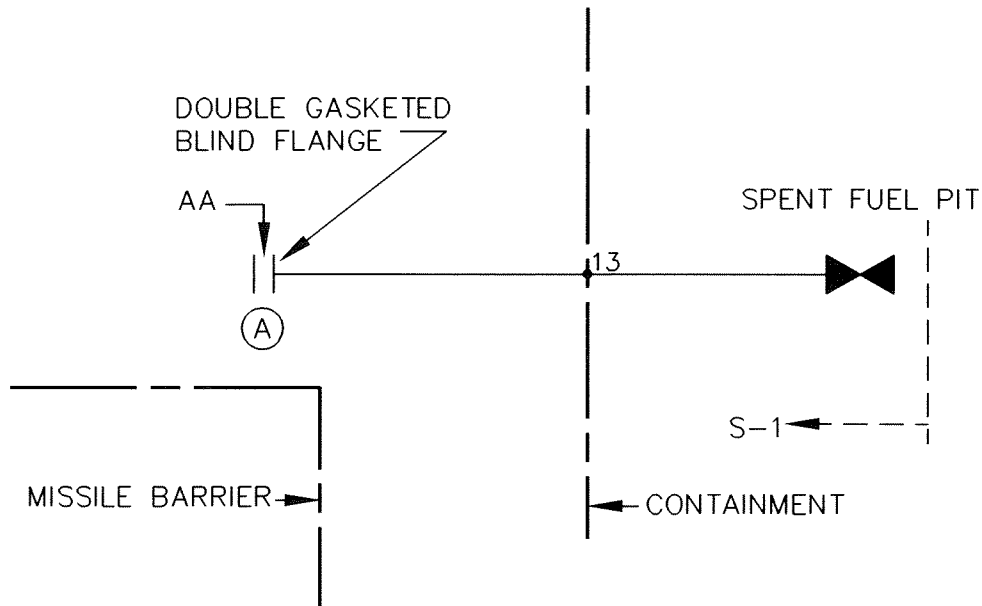 DOUBLE GASKETED
BLIND FLANGE
AA
SPENT FUEL PIT
13
A
S-1
MISSILE BARRIER
CONTAINMENT